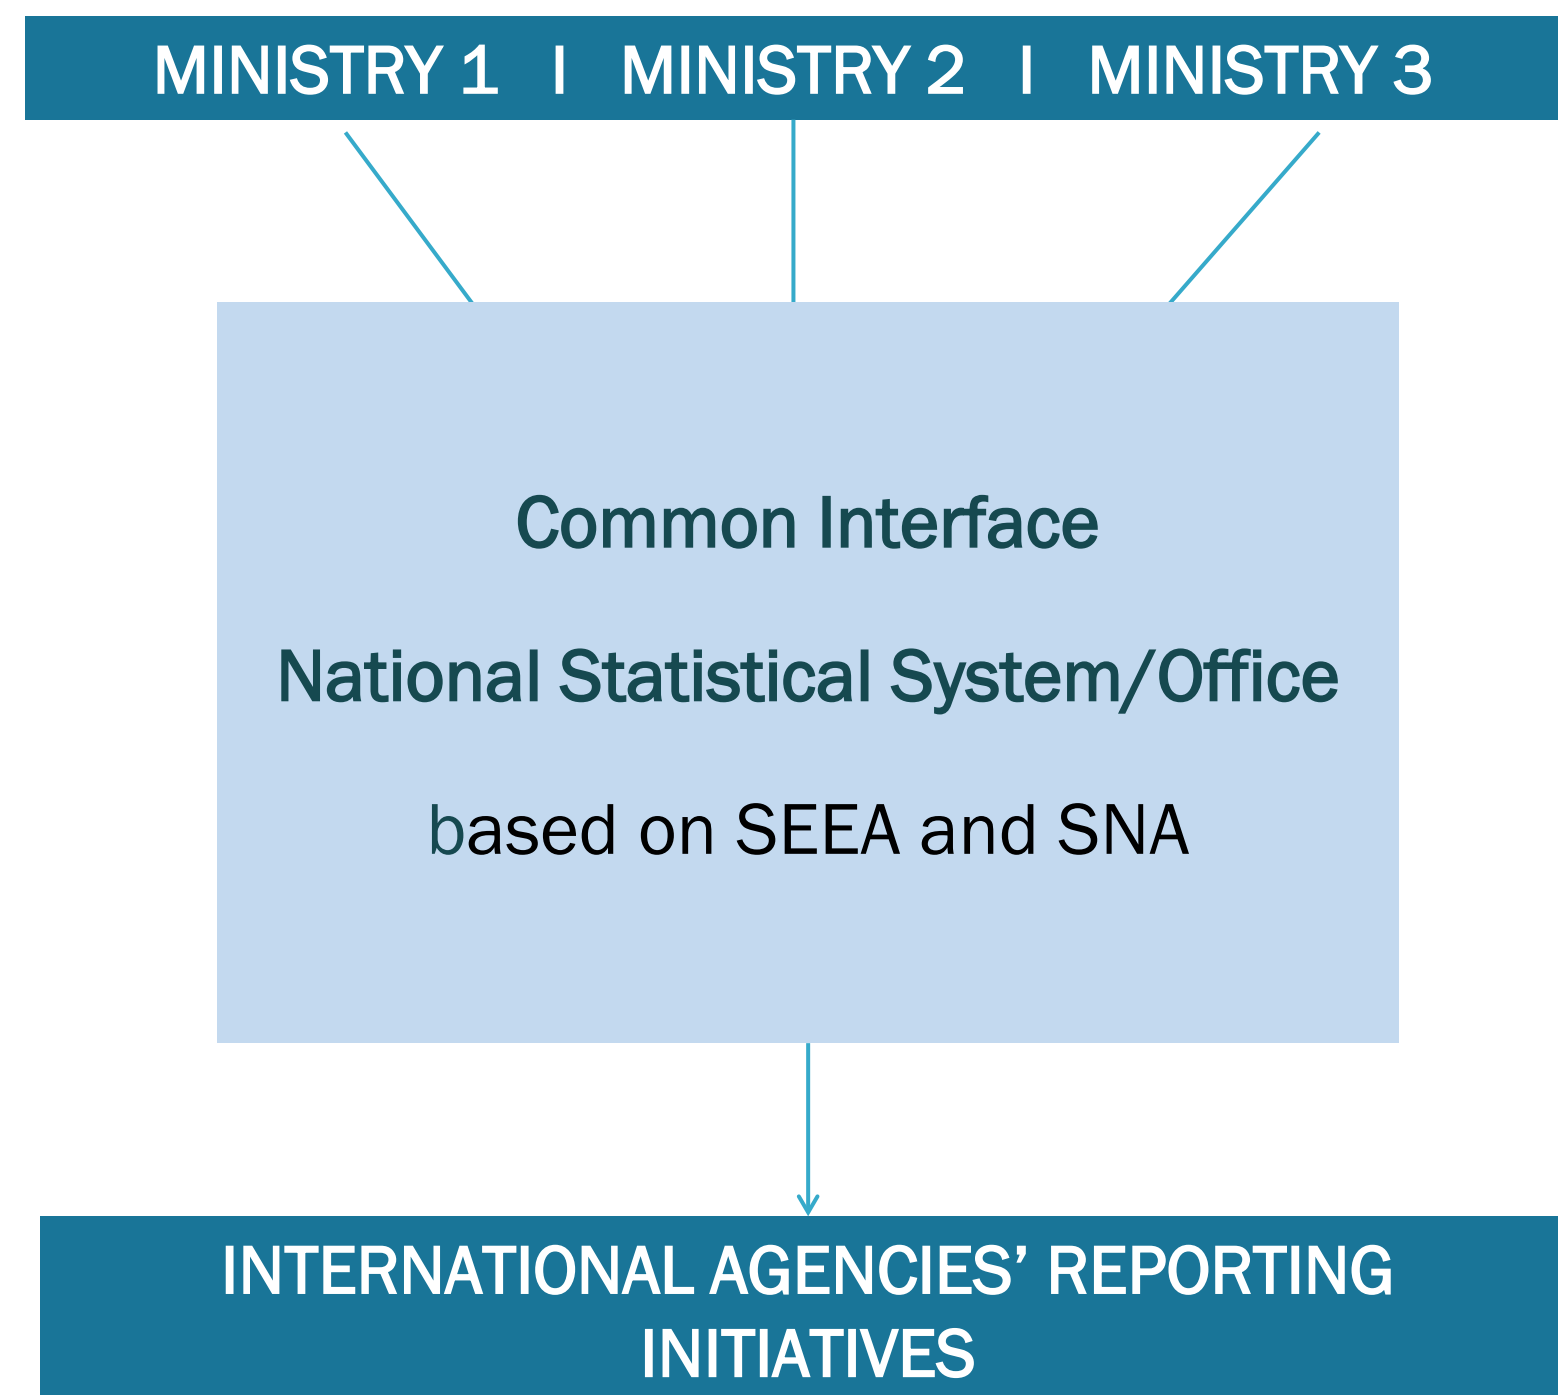 MINISTRY 1 I MINISTRY 2 I MINISTRY 3
Common Interface
National Statistical System/Office
based on SEEA and SNA
INTERNATIONAL AGENCIES’ REPORTING
INITIATIVES